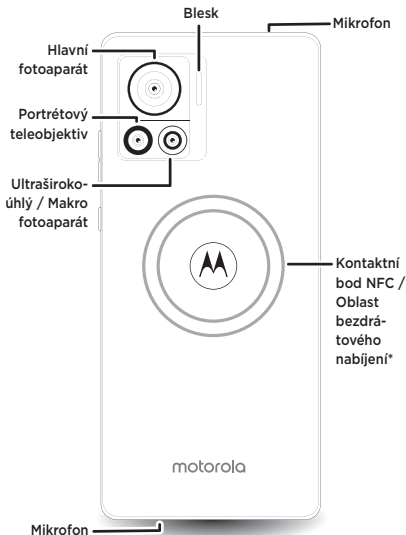 Blesk
Mikrofon
Hlavní
fotoaparát
Portrétový
teleobjektiv
Ultraširoko-
úhlý / Makro
fotoaparát
Kontaktní
bod NFC /
Oblast
bezdrá-
tového
nabíjení*
motorola
Mikrofon